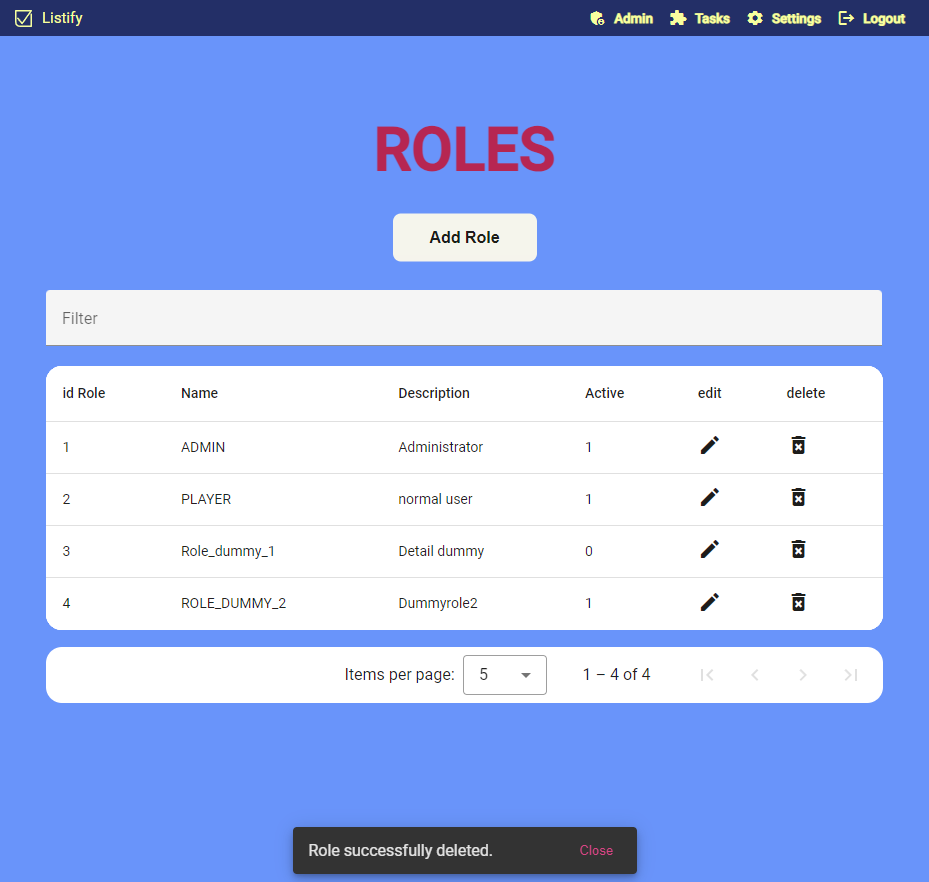 Listify Admin Tasks Settings Logout
ROLES
Add Role
Filter
id Role Name Description Active edit delete
1 ADMIN Administrator 1
2 PLAYER normal user 1
3 Role_dummy_1 Detail dummy 0
4 ROLE_DUMMY_2 Dummyrole2 1
Items per page: 5 1 – 4 of 4
Role successfully deleted. Close